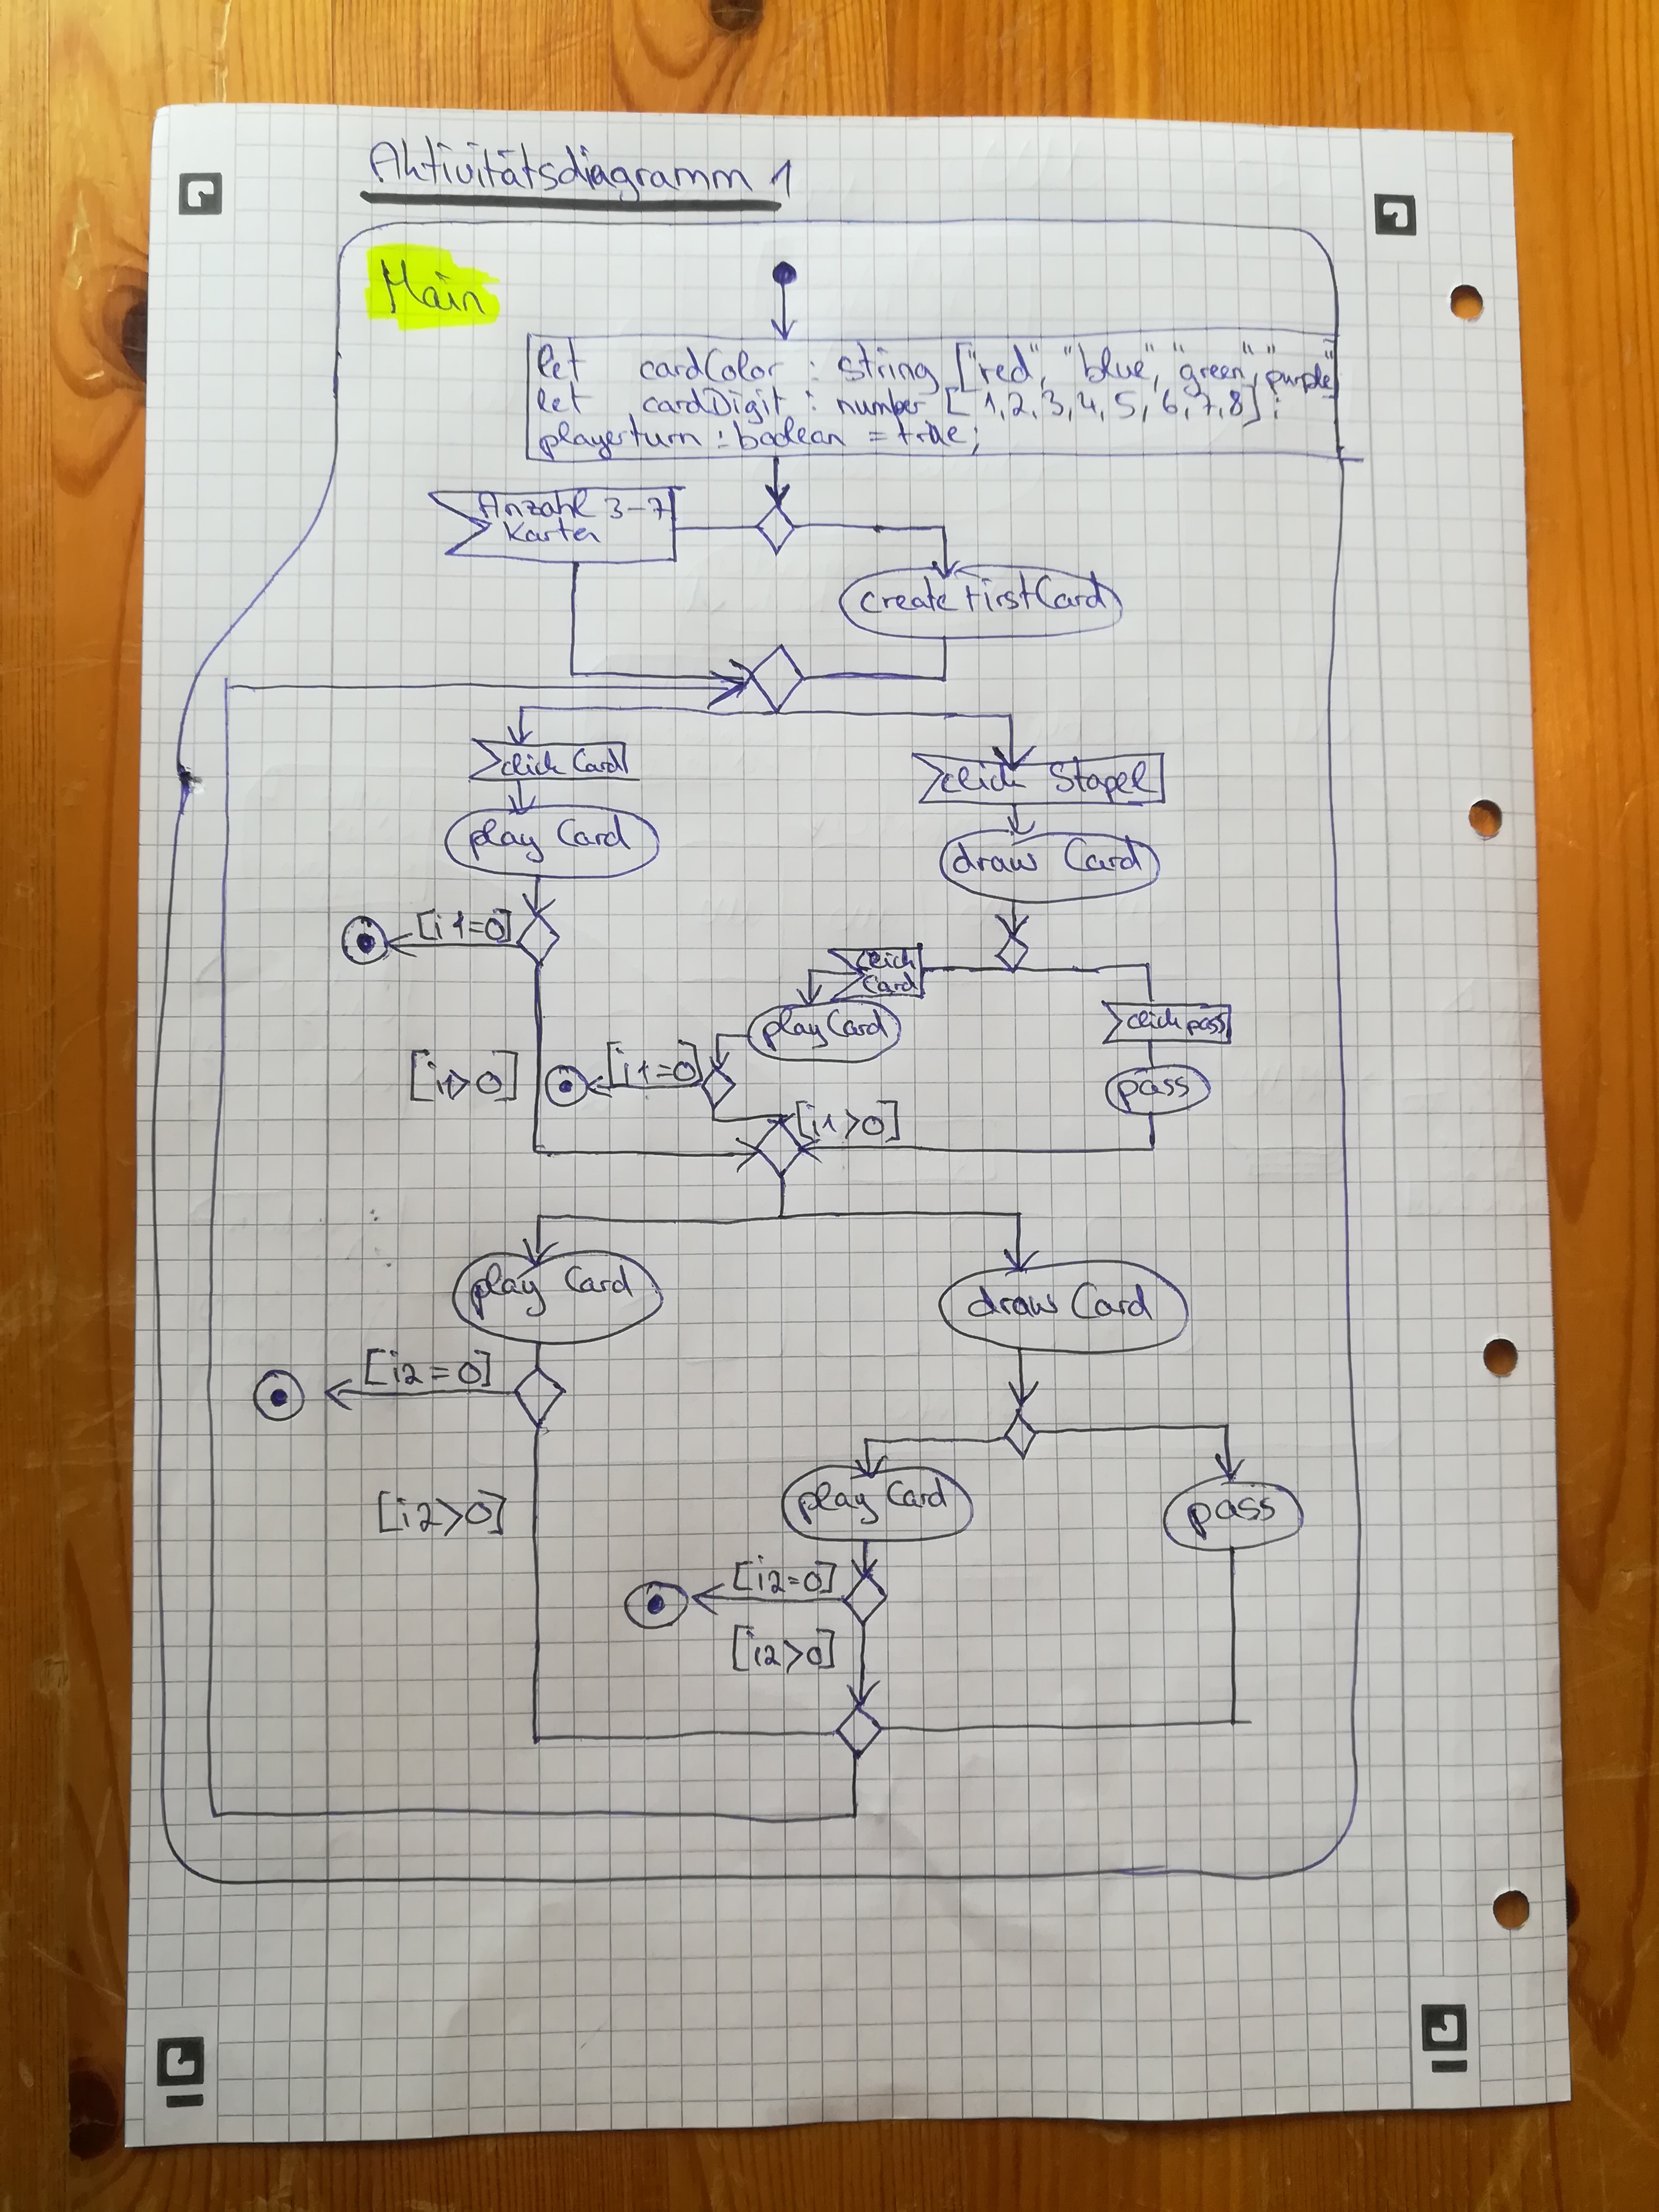 Aktivitätsdiagramm 1
Main
let cardColor : string ["red", "blue", "green", "purple"
let cardDigit : number [1,2,3,4,5,6,7,8];
playerturn : boolean = true;
Anzahl 3-7
Karten
createFirstCard
click Card
click Stapel
play Card
draw Card
[i1=0]
click
Card
click pass
play Card
[i1>0]
[i1=0]
pass
[i1>0]
play Card
draw Card
[i2=0]
play Card
pass
[i2>0]
[i2=0]
[i2>0]